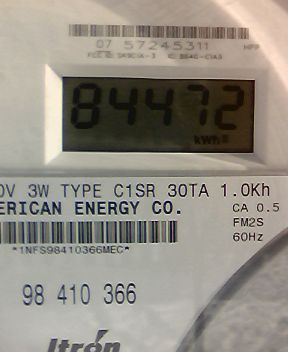 07 57245311
84472
kWh
0V 3W TYPE C1SR 30TA 1.0Kh
ERICAN ENERGY CO.
CA 0.5
FM2S
60Hz
*1NFS98410366MEC*
98 410 366
Itron